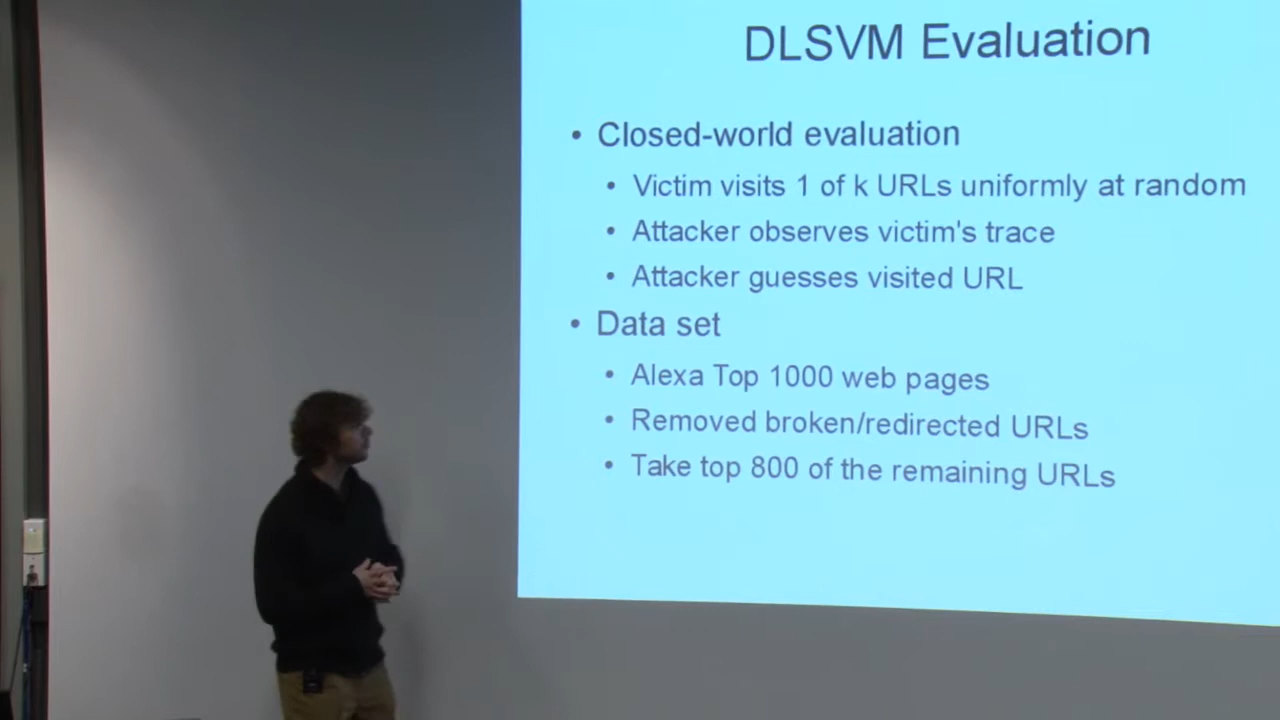 DLSVM Evaluation
• Closed-world evaluation
• Victim visits 1 of k URLs uniformly at random
• Attacker observes victim's trace
• Attacker guesses visited URL
• Data set
• Alexa Top 1000 web pages
• Removed broken/redirected URLs
• Take top 800 of the remaining URLs